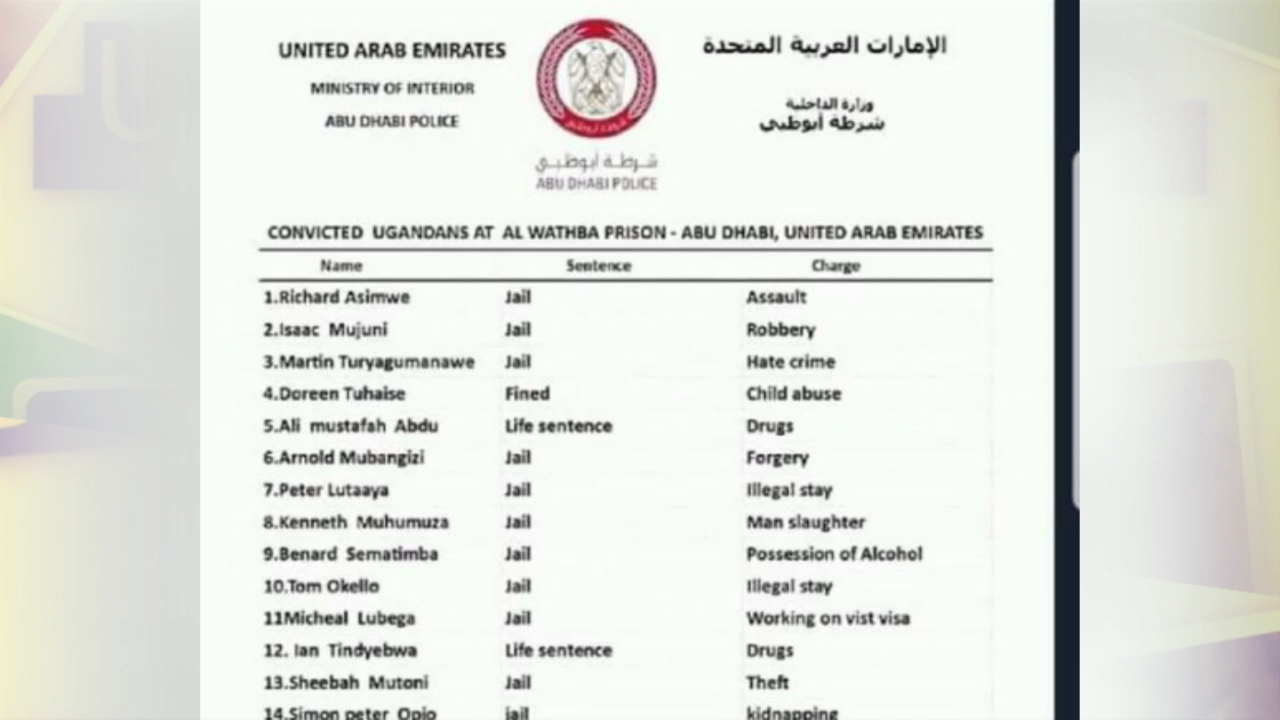 UNITED ARAB EMIRATES
MINISTRY OF INTERIOR
ABU DHABI POLICE
الإمارات العربية المتحدة
وزارة الداخلية
شرطة أبوظبي
شرطة أبوظبي
ABU DHABI POLICE
CONVICTED UGANDANS AT AL WATHBA PRISON - ABU DHABI, UNITED ARAB EMIRATES
Name Sentence Charge
1.Richard Asimwe Jail Assault
2.Isaac Mujuni Jail Robbery
3.Martin Turyagumanawe Jail Hate crime
4.Doreen Tuhaise Fined Child abuse
5.Ali mustafah Abdu Life sentence Drugs
6.Arnold Mubangizi Jail Forgery
7.Peter Lutaaya Jail Illegal stay
8.Kenneth Muhumuza Jail Man slaughter
9.Benard Sematimba Jail Possession of Alcohol
10.Tom Okello Jail Illegal stay
11Micheal Lubega Jail Working on vist visa
12. Ian Tindyebwa Life sentence Drugs
13.Sheebah Mutoni Jail Theft
14.Simon peter Opio jail kidnapping